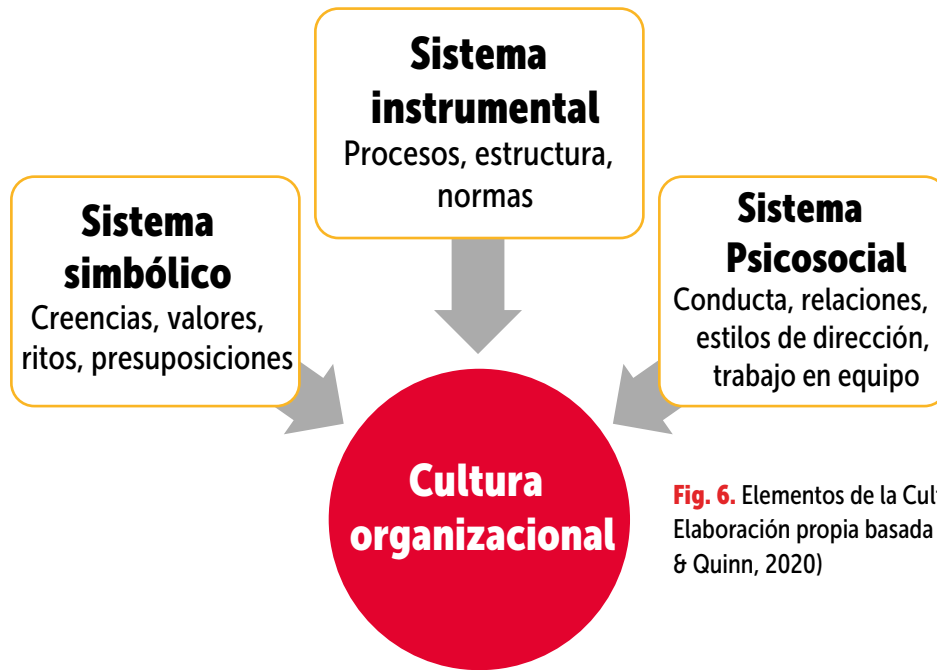 Sistema
instrumental
Procesos, estructura,
normas
Sistema
simbólico
Creencias, valores,
ritos, presuposiciones
Sistema
Psicosocial
Conducta, relaciones,
estilos de dirección,
trabajo en equipo
Cultura
organizacional
Fig. 6. Elementos de la Cul
Elaboración propia basada
& Quinn, 2020)